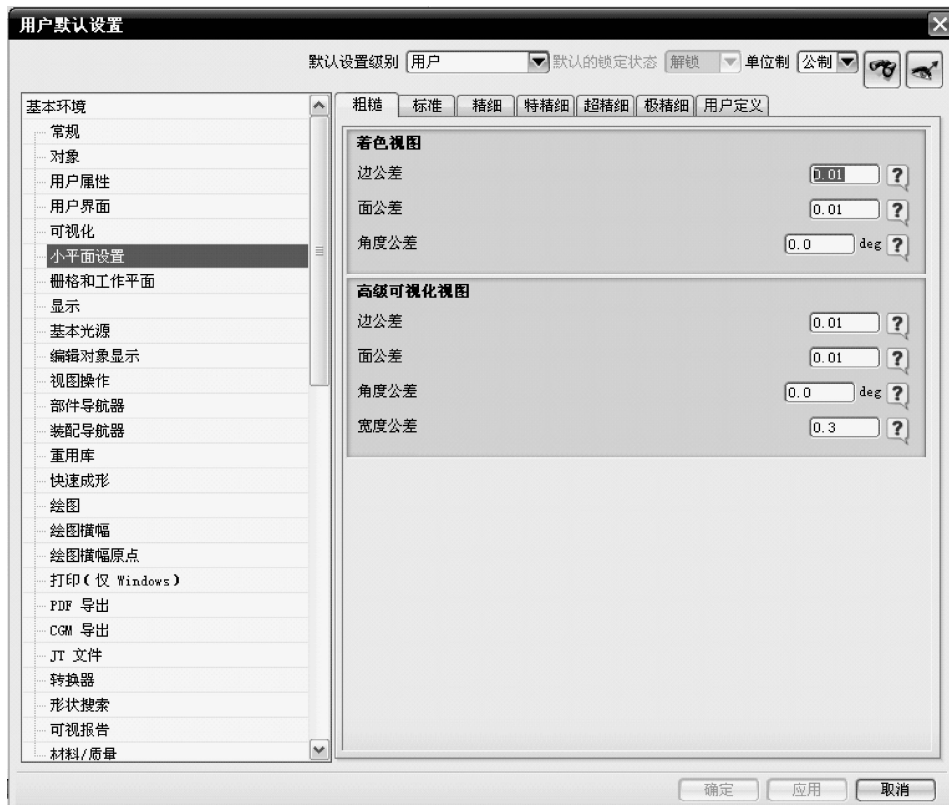 用户默认设置
默认设置级别 用户 默认的锁定状态 解锁 单位制 公制
基本环境
常规
对象
用户属性
用户界面
可视化
小平面设置
栅格和工作平面
显示
基本光源
编辑对象显示
视图操作
部件导航器
装配导航器
重用库
快速成形
绘图
绘图横幅
绘图横幅原点
打印(仅 Windows)
PDF 导出
CGM 导出
JT 文件
转换器
形状搜索
可视报告
材料/质量
粗糙 标准 精细 特精细 超精细 极精细 用户定义
着色视图
边公差 0.01 ?
面公差 0.01 ?
角度公差 0.0 deg ?
高级可视化视图
边公差 0.01 ?
面公差 0.01 ?
角度公差 0.0 deg ?
宽度公差 0.3 ?
确定 应用 取消